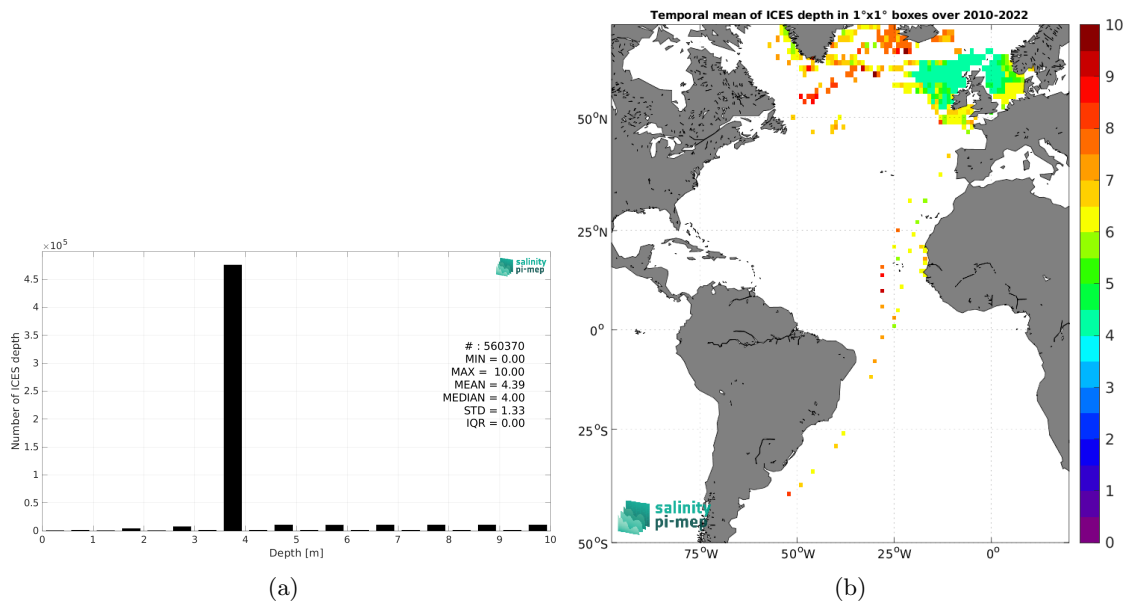 ×10⁵
4.5
4
3.5
3
2.5
2
1.5
1
0.5
0
Number of ICES depth
0 1 2 3 4 5 6 7 8 9 10
Depth [m]
salinity
pi-mep
# : 560370
MIN = 0.00
MAX = 10.00
MEAN = 4.39
MEDIAN = 4.00
STD = 1.33
IQR = 0.00
(a)
Temporal mean of ICES depth in 1°x1° boxes over 2010-2022
50°N
25°N
0°
25°S
50°S
75°W 50°W 25°W 0°
salinity
pi-mep
10
9
8
7
6
5
4
3
2
1
0
(b)